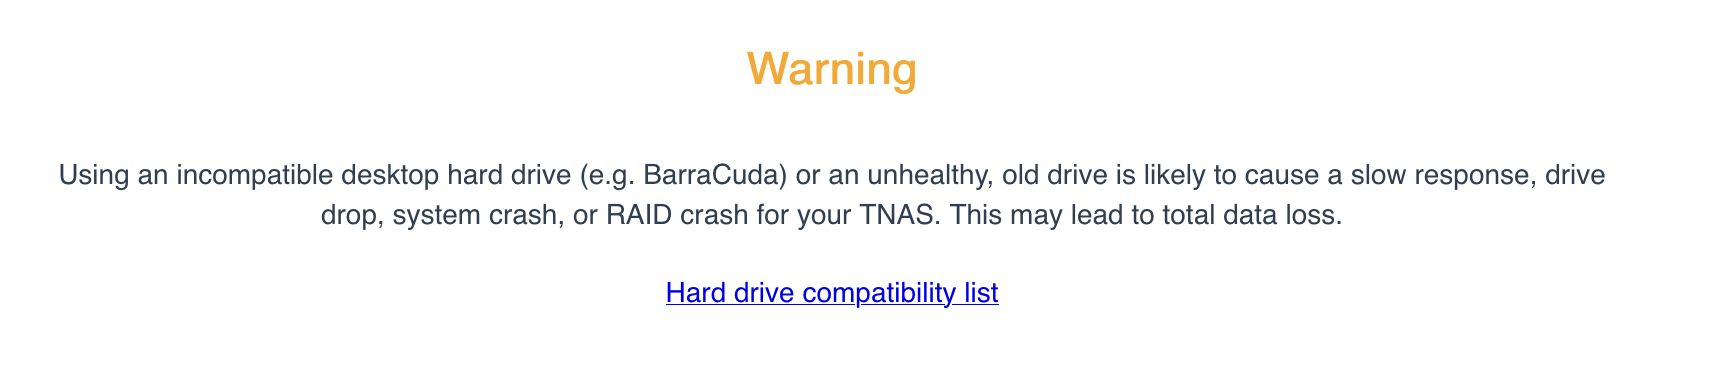 Warning
Using an incompatible desktop hard drive (e.g. BarraCuda) or an unhealthy, old drive is likely to cause a slow response, drive
drop, system crash, or RAID crash for your TNAS. This may lead to total data loss.
Hard drive compatibility list